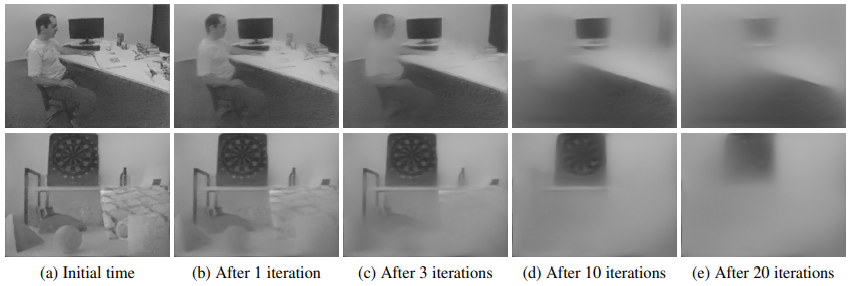 (a) Initial time
(b) After 1 iteration
(c) After 3 iterations
(d) After 10 iterations
(e) After 20 iterations